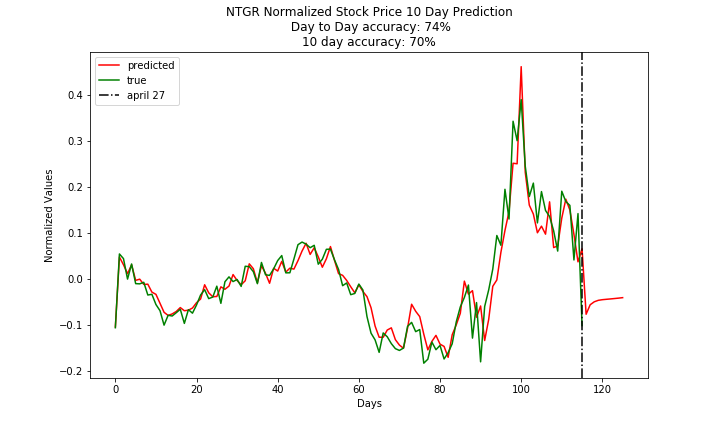 NTGR Normalized Stock Price 10 Day Prediction
Day to Day accuracy: 74%
10 day accuracy: 70%
predicted
true
april 27
Normalized Values
0.4
0.3
0.2
0.1
0.0
−0.1
−0.2
0
20
40
60
80
100
120
Days